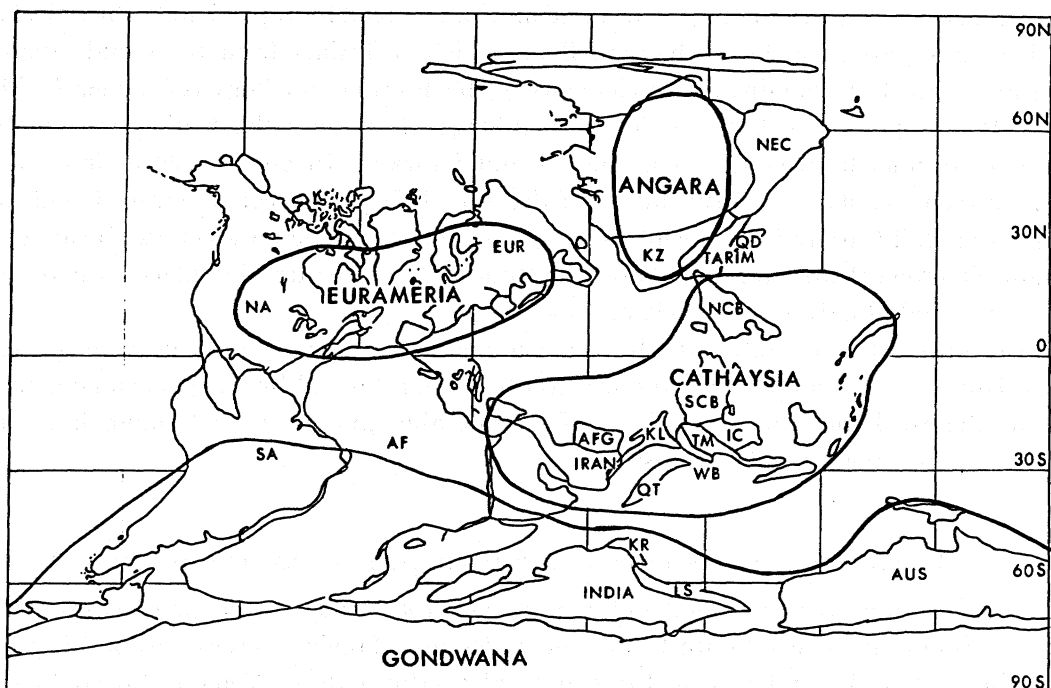 90N
60N
NEC
ANGARA
30N
EUR
KZ
QD
TARIM
EURAMERIA
NA
NCB
0
CATHAYSIA
SCB
AF
AFG
KL
TM
IC
SA
IRAN
WB
30S
QT
KR
60S
AUS
INDIA
LS
GONDWANA
90S